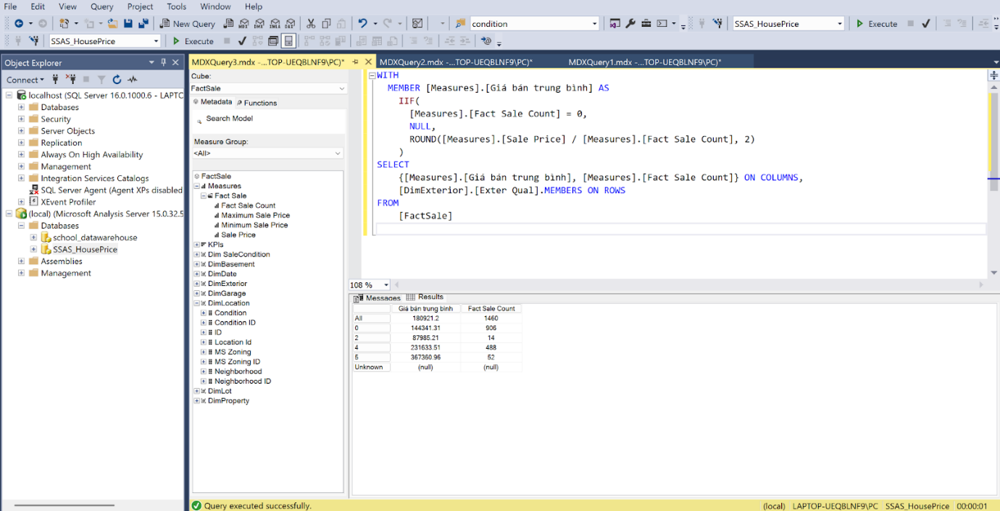 File Edit View Query Project Tools Window Help
New Query MDX DMX XMLA DAX condition SSAS_HousePrice Execute
SSAS_HousePrice Execute
Object Explorer
Connect
localhost (SQL Server 16.0.1000.6 - LAPTC
Databases
Security
Server Objects
Replication
Always On High Availability
Management
Integration Services Catalogs
SQL Server Agent (Agent XPs disabled
XEvent Profiler
(local) (Microsoft Analysis Server 15.0.32.5
Databases
school_datawarehouse
SSAS_HousePrice
Assemblies
Management
MDXQuery3.mdx -...TOP-UEQBLNF9\PC)* MDXQuery2.mdx -...TOP-UEQBLNF9\PC)* MDXQuery1.mdx -...TOP-UEQBLNF9\PC)*
Cube:
FactSale
Metadata Functions
Search Model
Measure Group:
<All>
FactSale
Measures
Fact Sale
Fact Sale Count
Maximum Sale Price
Minimum Sale Price
Sale Price
KPIs
Dim SaleCondition
DimBasement
DimDate
DimExterior
DimGarage
DimLocation
Condition
Condition ID
ID
Location Id
MS Zoning
MS Zoning ID
Neighborhood
Neighborhood ID
DimLot
DimProperty
WITH
MEMBER [Measures].[Giá bán trung bình] AS
IIF(
[Measures].[Fact Sale Count] = 0,
NULL,
ROUND([Measures].[Sale Price] / [Measures].[Fact Sale Count], 2)
)
SELECT
{[Measures].[Giá bán trung bình], [Measures].[Fact Sale Count]} ON COLUMNS,
[DimExterior].[Exter Qual].MEMBERS ON ROWS
FROM
[FactSale]
108 %
Messages Results
Giá bán trung bình Fact Sale Count
All 180921.2 1460
0 144341.31 906
2 87985.21 14
4 231633.51 488
5 367360.96 52
Unknown (null) (null)
Query executed successfully. (local) LAPTOP-UEQBLNF9\PC SSAS_HousePrice 00:00:01